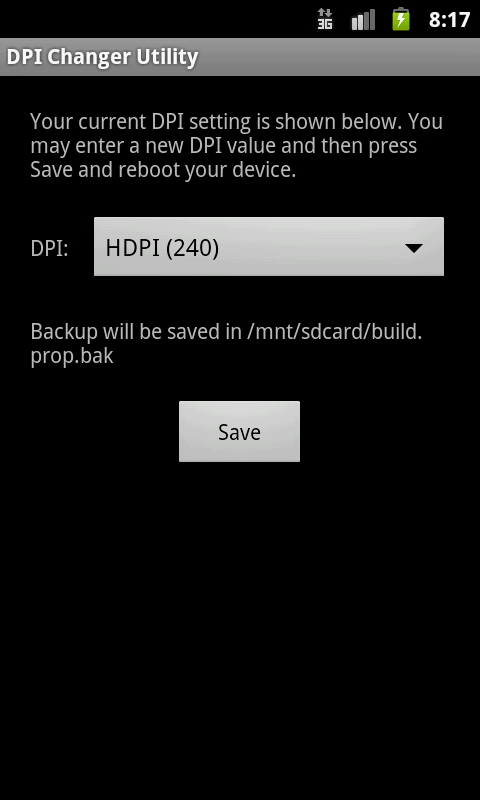 3G 8:17
DPI Changer Utility
Your current DPI setting is shown below. You
may enter a new DPI value and then press
Save and reboot your device.
DPI: HDPI (240)
Backup will be saved in /mnt/sdcard/build.
prop.bak
Save